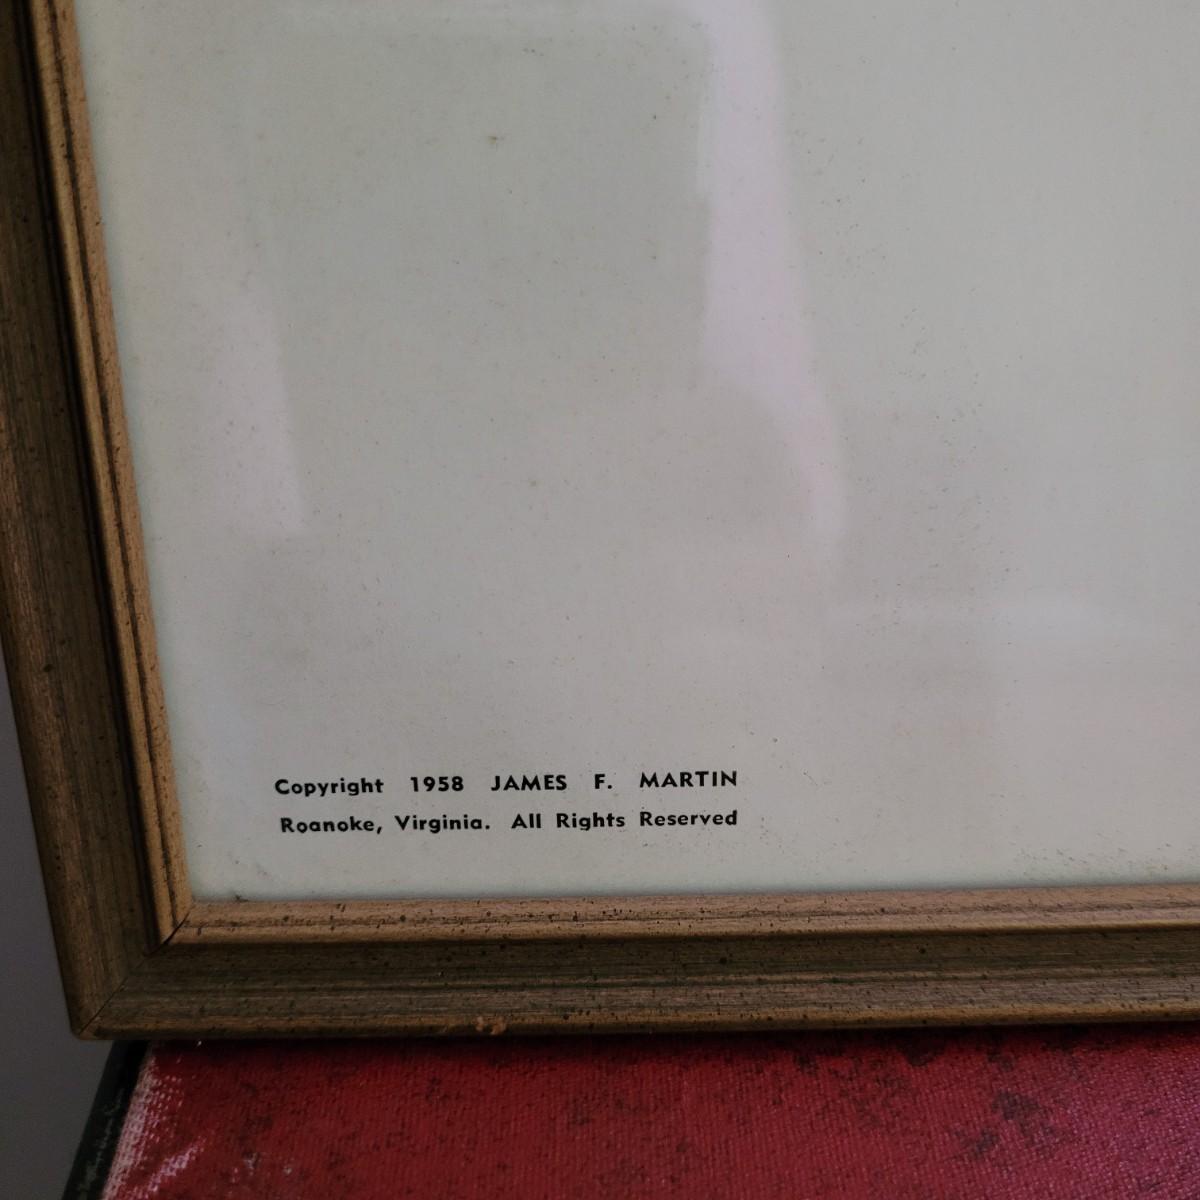 Copyright 1958 JAMES F. MARTIN
Roanoke, Virginia. All Rights Reserved